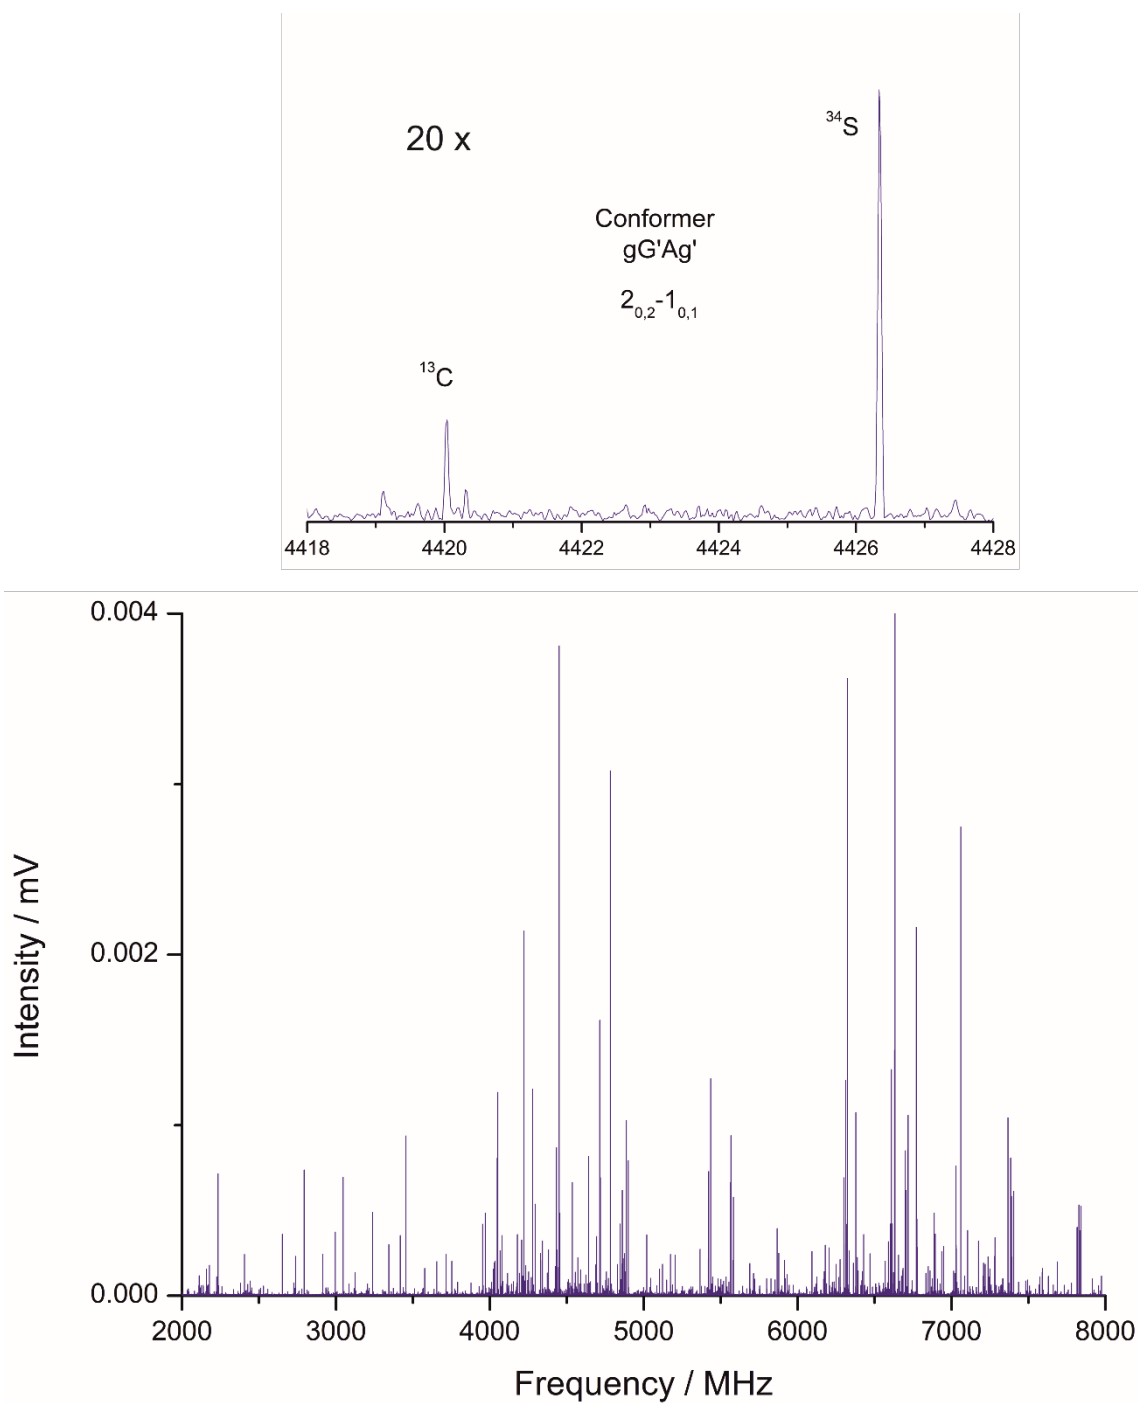 20 x
³⁴S
Conformer
gG'Ag'
2₀,₂-1₀,₁
¹³C
4418 4420 4422 4424 4426 4428
0.004
0.002
0.000
Intensity / mV
2000 3000 4000 5000 6000 7000 8000
Frequency / MHz